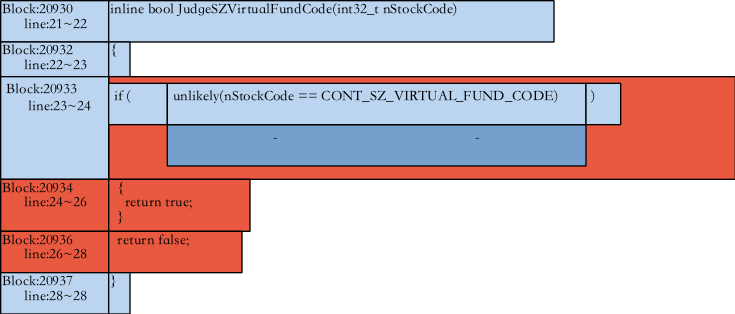 Block:20930 inline bool JudgeSZVirtualFundCode(int32_t nStockCode)
line:21~22
Block:20932 {
line:22~23
Block:20933 if ( unlikely(nStockCode == CONT_SZ_VIRTUAL_FUND_CODE) )
line:23~24
- -
Block:20934 {
line:24~26 return true;
}
Block:20936 return false;
line:26~28
Block:20937 }
line:28~28